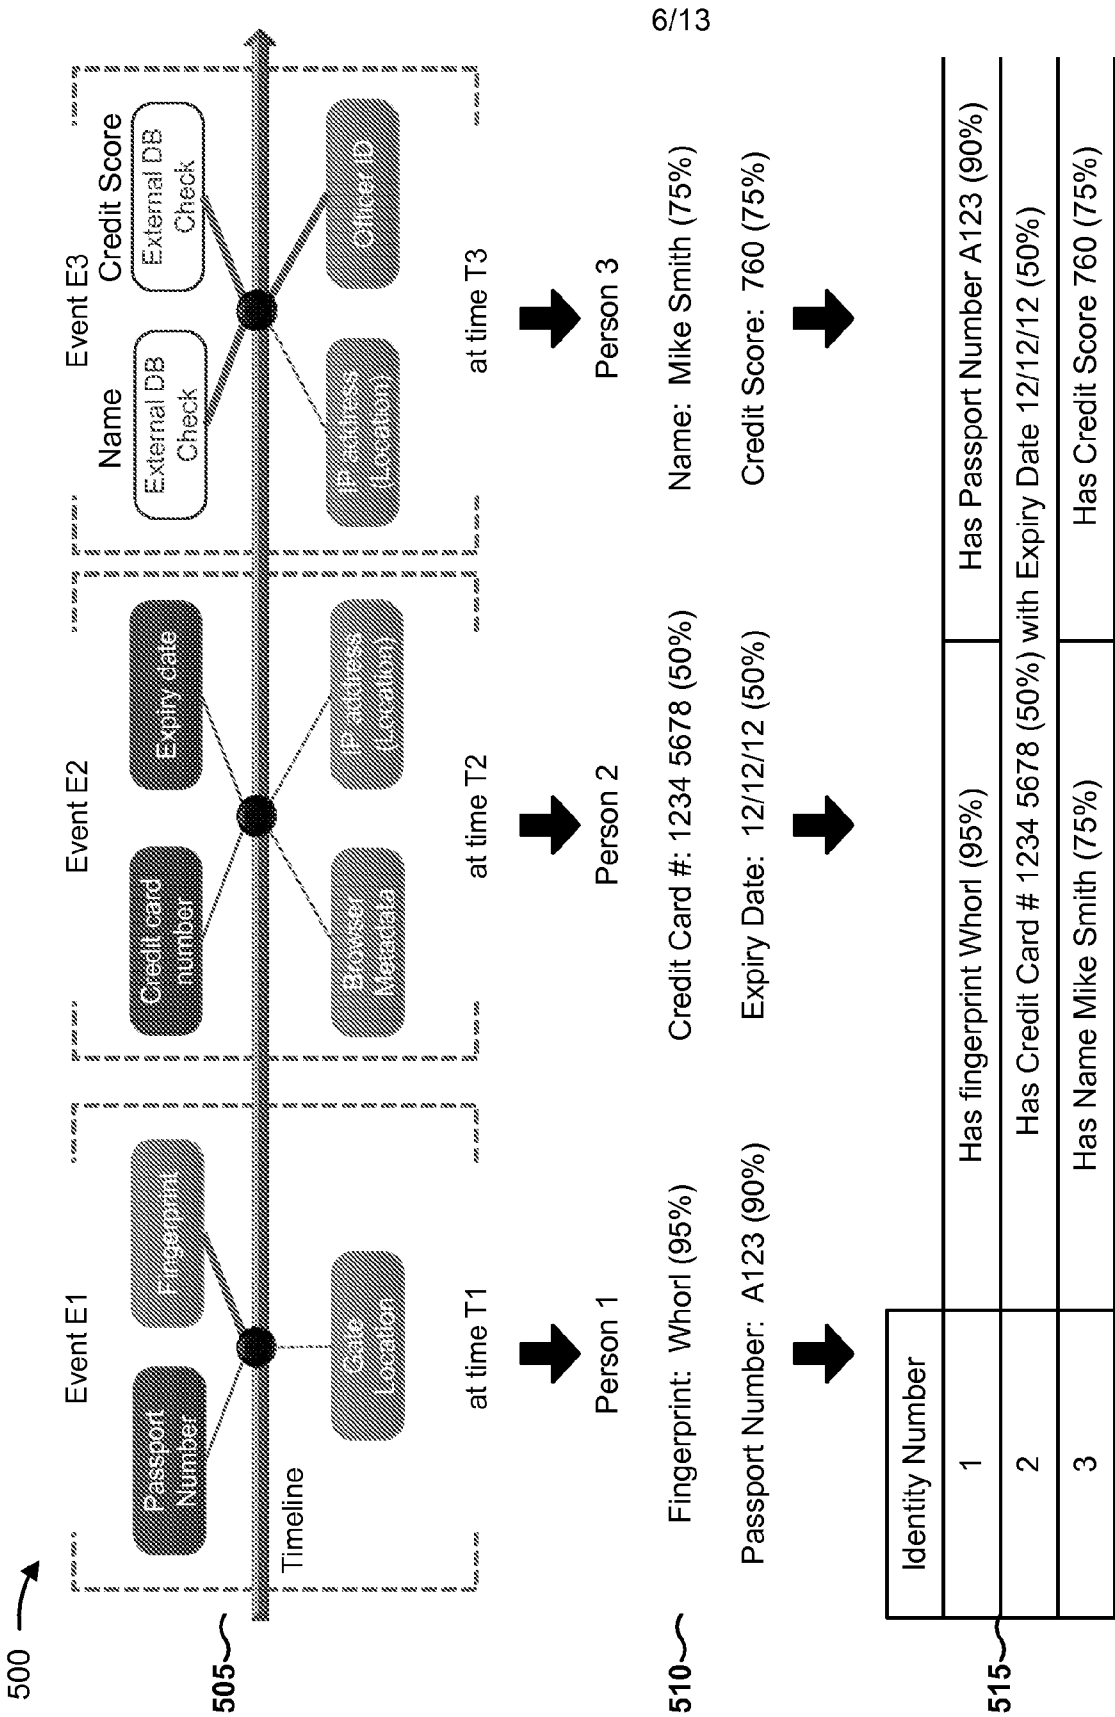 6/13
500
505
Event E1
Passport
Number
Fingerprint
Gate
Location
Timeline
at time T1
Event E2
Credit card
number
Expiry date
Browser
Metadata
IP address
(Location)
at time T2
Event E3
Name
Credit Score
External DB
Check
External DB
Check
IP address
(Location)
Officer ID
at time T3
510
Person 1
Fingerprint: Whorl (95%)
Passport Number: A123 (90%)
Person 2
Credit Card #: 1234 5678 (50%)
Expiry Date: 12/12/12 (50%)
Person 3
Name: Mike Smith (75%)
Credit Score: 760 (75%)
515
Identity Number
1 Has fingerprint Whorl (95%) Has Passport Number A123 (90%)
2 Has Credit Card # 1234 5678 (50%) with Expiry Date 12/12/12 (50%)
3 Has Name Mike Smith (75%) Has Credit Score 760 (75%)